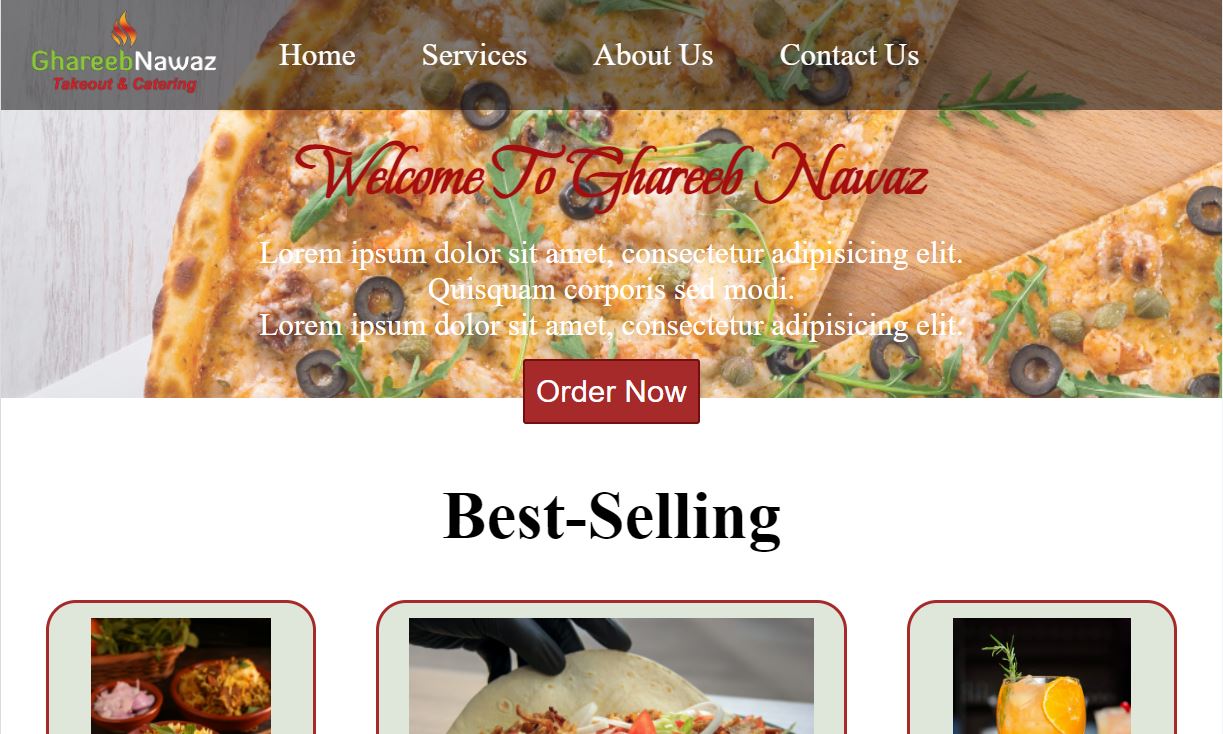 GhareebNawaz
Takeout & Catering
Home
Services
About Us
Contact Us
Welcome To Ghareeb Nawaz
Lorem ipsum dolor sit amet, consectetur adipisicing elit.
Quisquam corporis sed modi.
Lorem ipsum dolor sit amet, consectetur adipisicing elit.
Order Now
Best-Selling